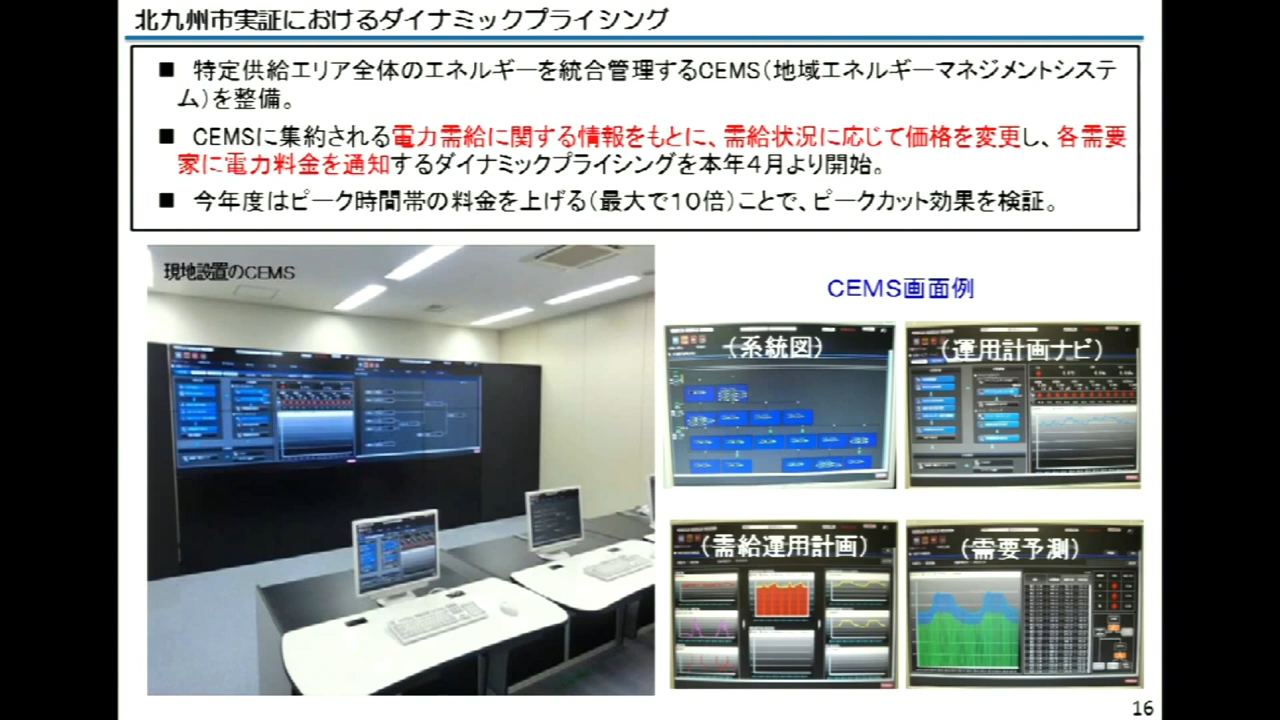 北九州市実証におけるダイナミックプライシング
■ 特定供給エリア全体のエネルギーを統合管理するCEMS(地域エネルギーマネジメントシステ
ム)を整備。
■ CEMSに集約される電力需給に関する情報をもとに、需給状況に応じて価格を変更し、各需要
家に電力料金を通知するダイナミックプライシングを本年4月より開始。
■ 今年度はピーク時間帯の料金を上げる(最大で10倍)ことで、ピークカット効果を検証。
現地設置のCEMS
CEMS画面例
(系統図)
(運用計画ナビ)
(需給運用計画)
(需要予測)
16